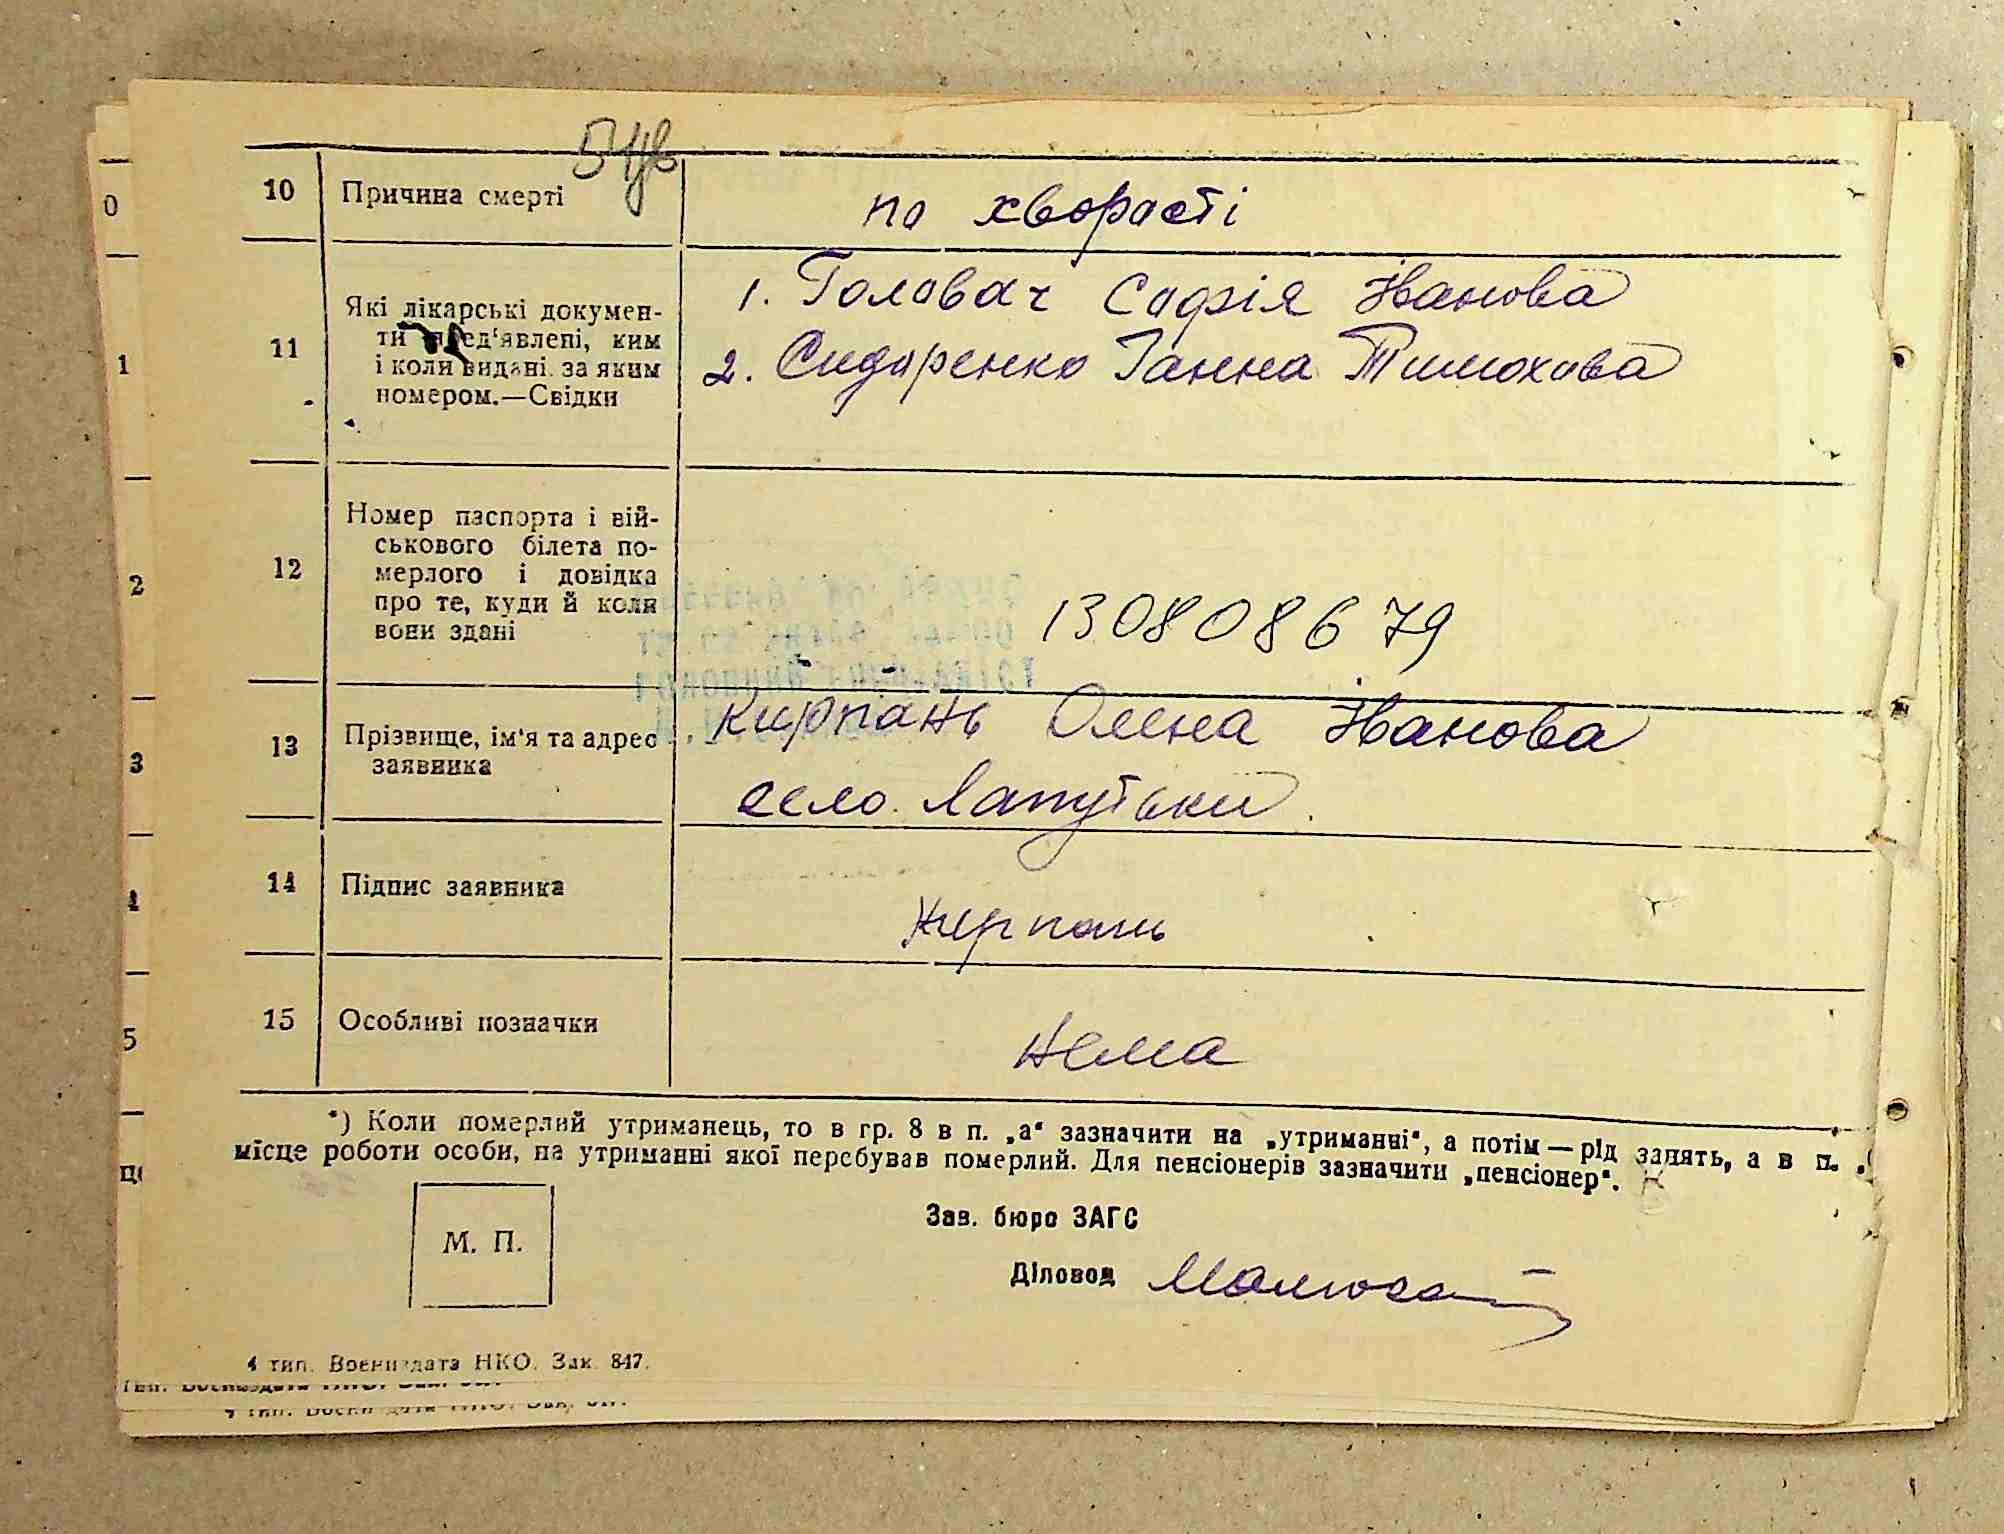 54зв
10 Причина смерті по хворасті
11 Які лікарські докумен-
ти пред'явлені, ким
і коли видані за яким
номером.—Свідки
1. Головач Софія Іванова
2. Сидоренко Ганна Тимохова
12 Номер паспорта і вій-
ськового білета по-
мерлого і довідка
про те, куди й коли
вони здані
130808679
13 Прізвище, ім'я та адрес
заявника
Кирпань Олена Іванова
село Лапутьки
14 Підпис заявника Кирпань
15 Особливі позначки Нема
*) Коли померлий утриманець, то в гр. 8 в п. „а“ зазначити на „утриманні“, а потім—рід занять, а в п.
місце роботи особи, на утриманні якої перебував померлий. Для пенсіонерів зазначити „пенсіонер“.
М. П.
Зав. бюро ЗАГС
Діловод
4 тип. Воениздата НКО. Зак. 847.